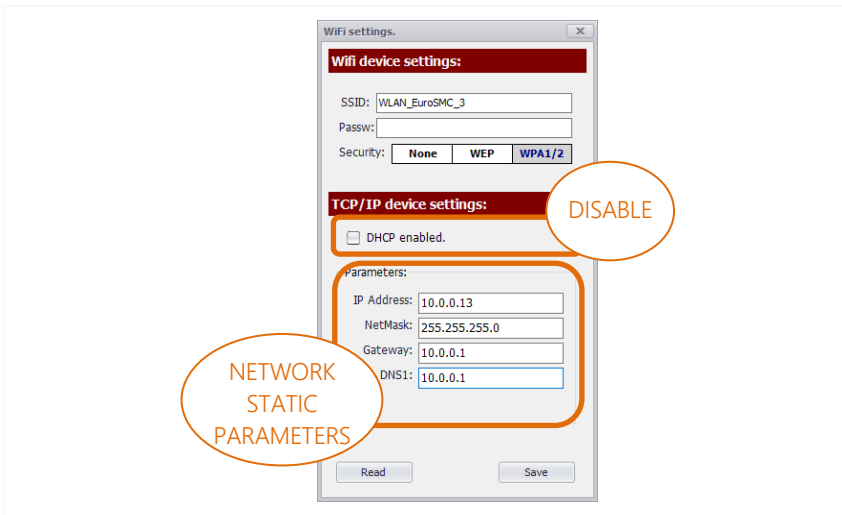 WiFi settings.
Wifi device settings:
SSID: WLAN_EuroSMC_3
Passw:
Security: None WEP WPA1/2
TCP/IP device settings:
DISABLE
DHCP enabled.
Parameters:
IP Address: 10.0.0.13
NetMask: 255.255.255.0
Gateway: 10.0.0.1
DNS1: 10.0.0.1
NETWORK
STATIC
PARAMETERS
Read Save